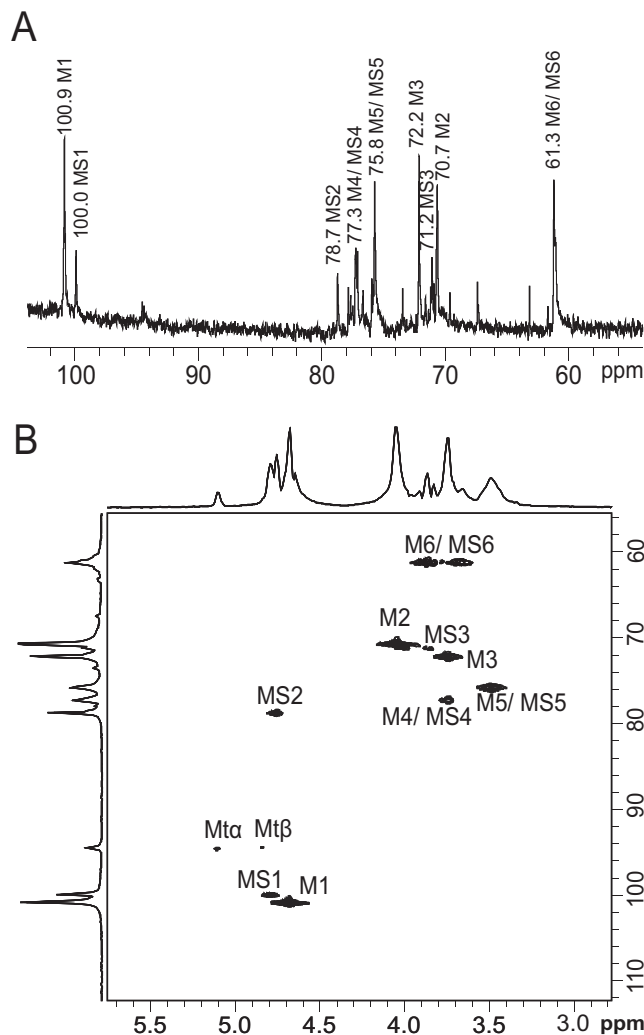 A
100.9 M1
100.0 MS1
78.7 MS2
77.3 M4/ MS4
75.8 M5/ MS5
72.2 M3
71.2 MS3
70.7 M2
61.3 M6/ MS6
100 90 80 70 60 ppm
B
M6/ MS6
M2
MS3
M3
MS2
M5/ MS5
M4/ MS4
Mtα Mtβ
MS1
M1
60
70
80
90
100
110
5.5 5.0 4.5 4.0 3.5 3.0 ppm